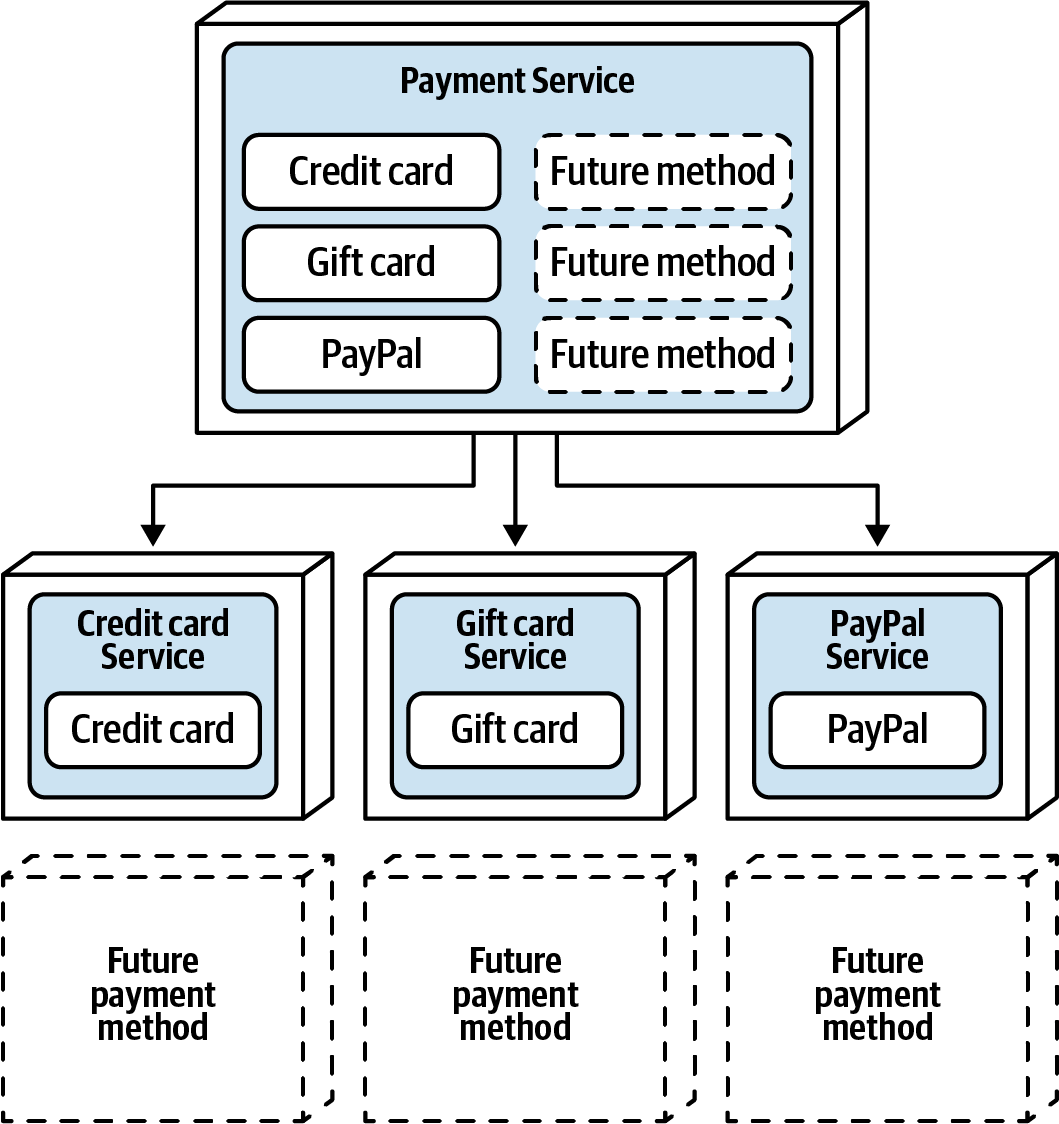 Payment Service
Credit card
Future method
Gift card
Future method
PayPal
Future method
Credit card
Service
Credit card
Gift card
Service
Gift card
PayPal
Service
PayPal
Future
payment
method
Future
payment
method
Future
payment
method